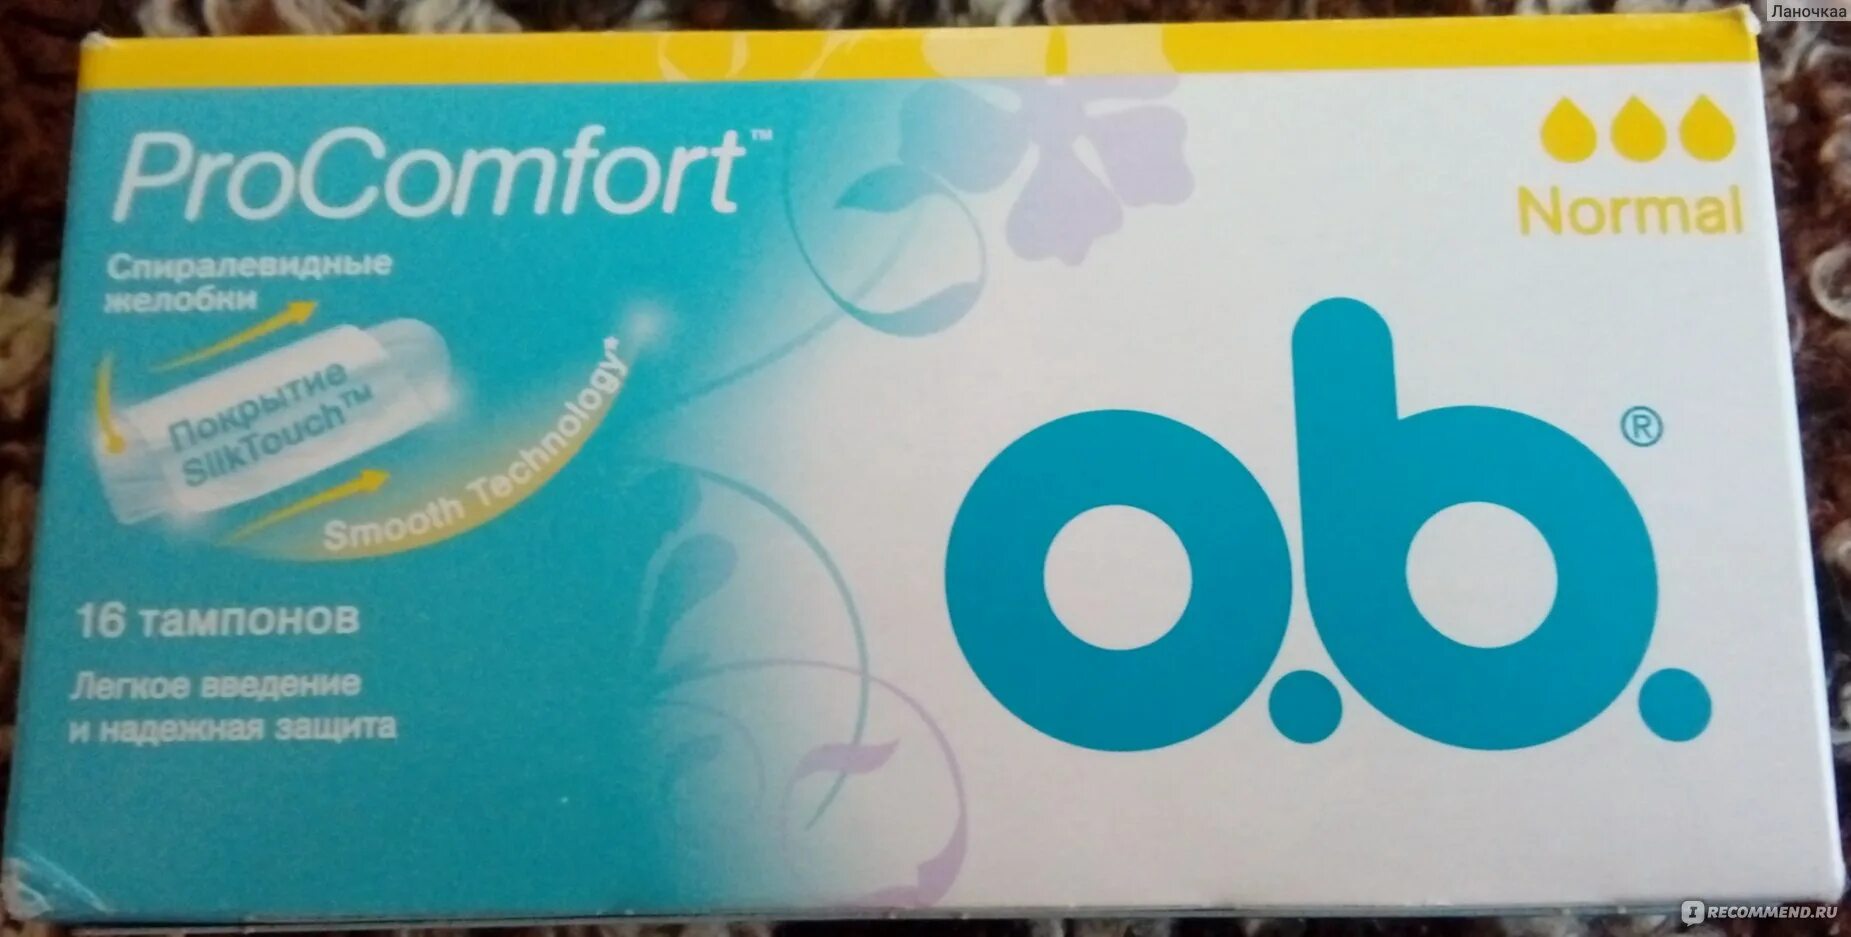 Ланочкаа
ProComfort™
Normal
Спиралевидные
желобки
Покрытие
SilkTouch™
Smooth Technology*
o.b.®
16 тампонов
Легкое введение
и надежная защита
I RECOMMEND.RU